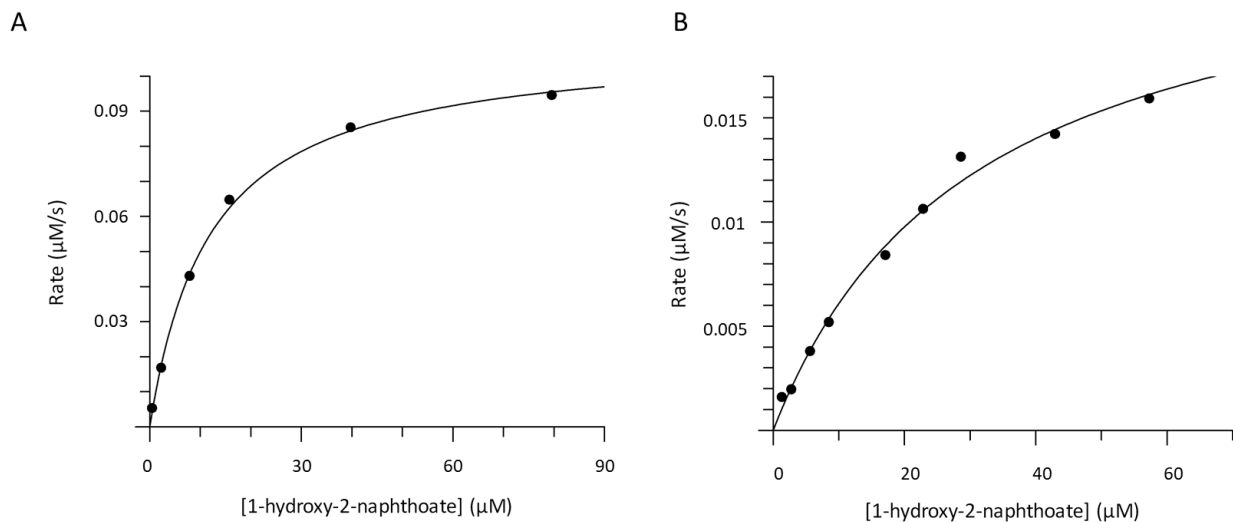 A
B
Rate (µM/s)
0.09
0.06
0.03
0
30
60
90
[1-hydroxy-2-naphthoate] (µM)
Rate (µM/s)
0.015
0.01
0.005
0
20
40
60
[1-hydroxy-2-naphthoate] (µM)